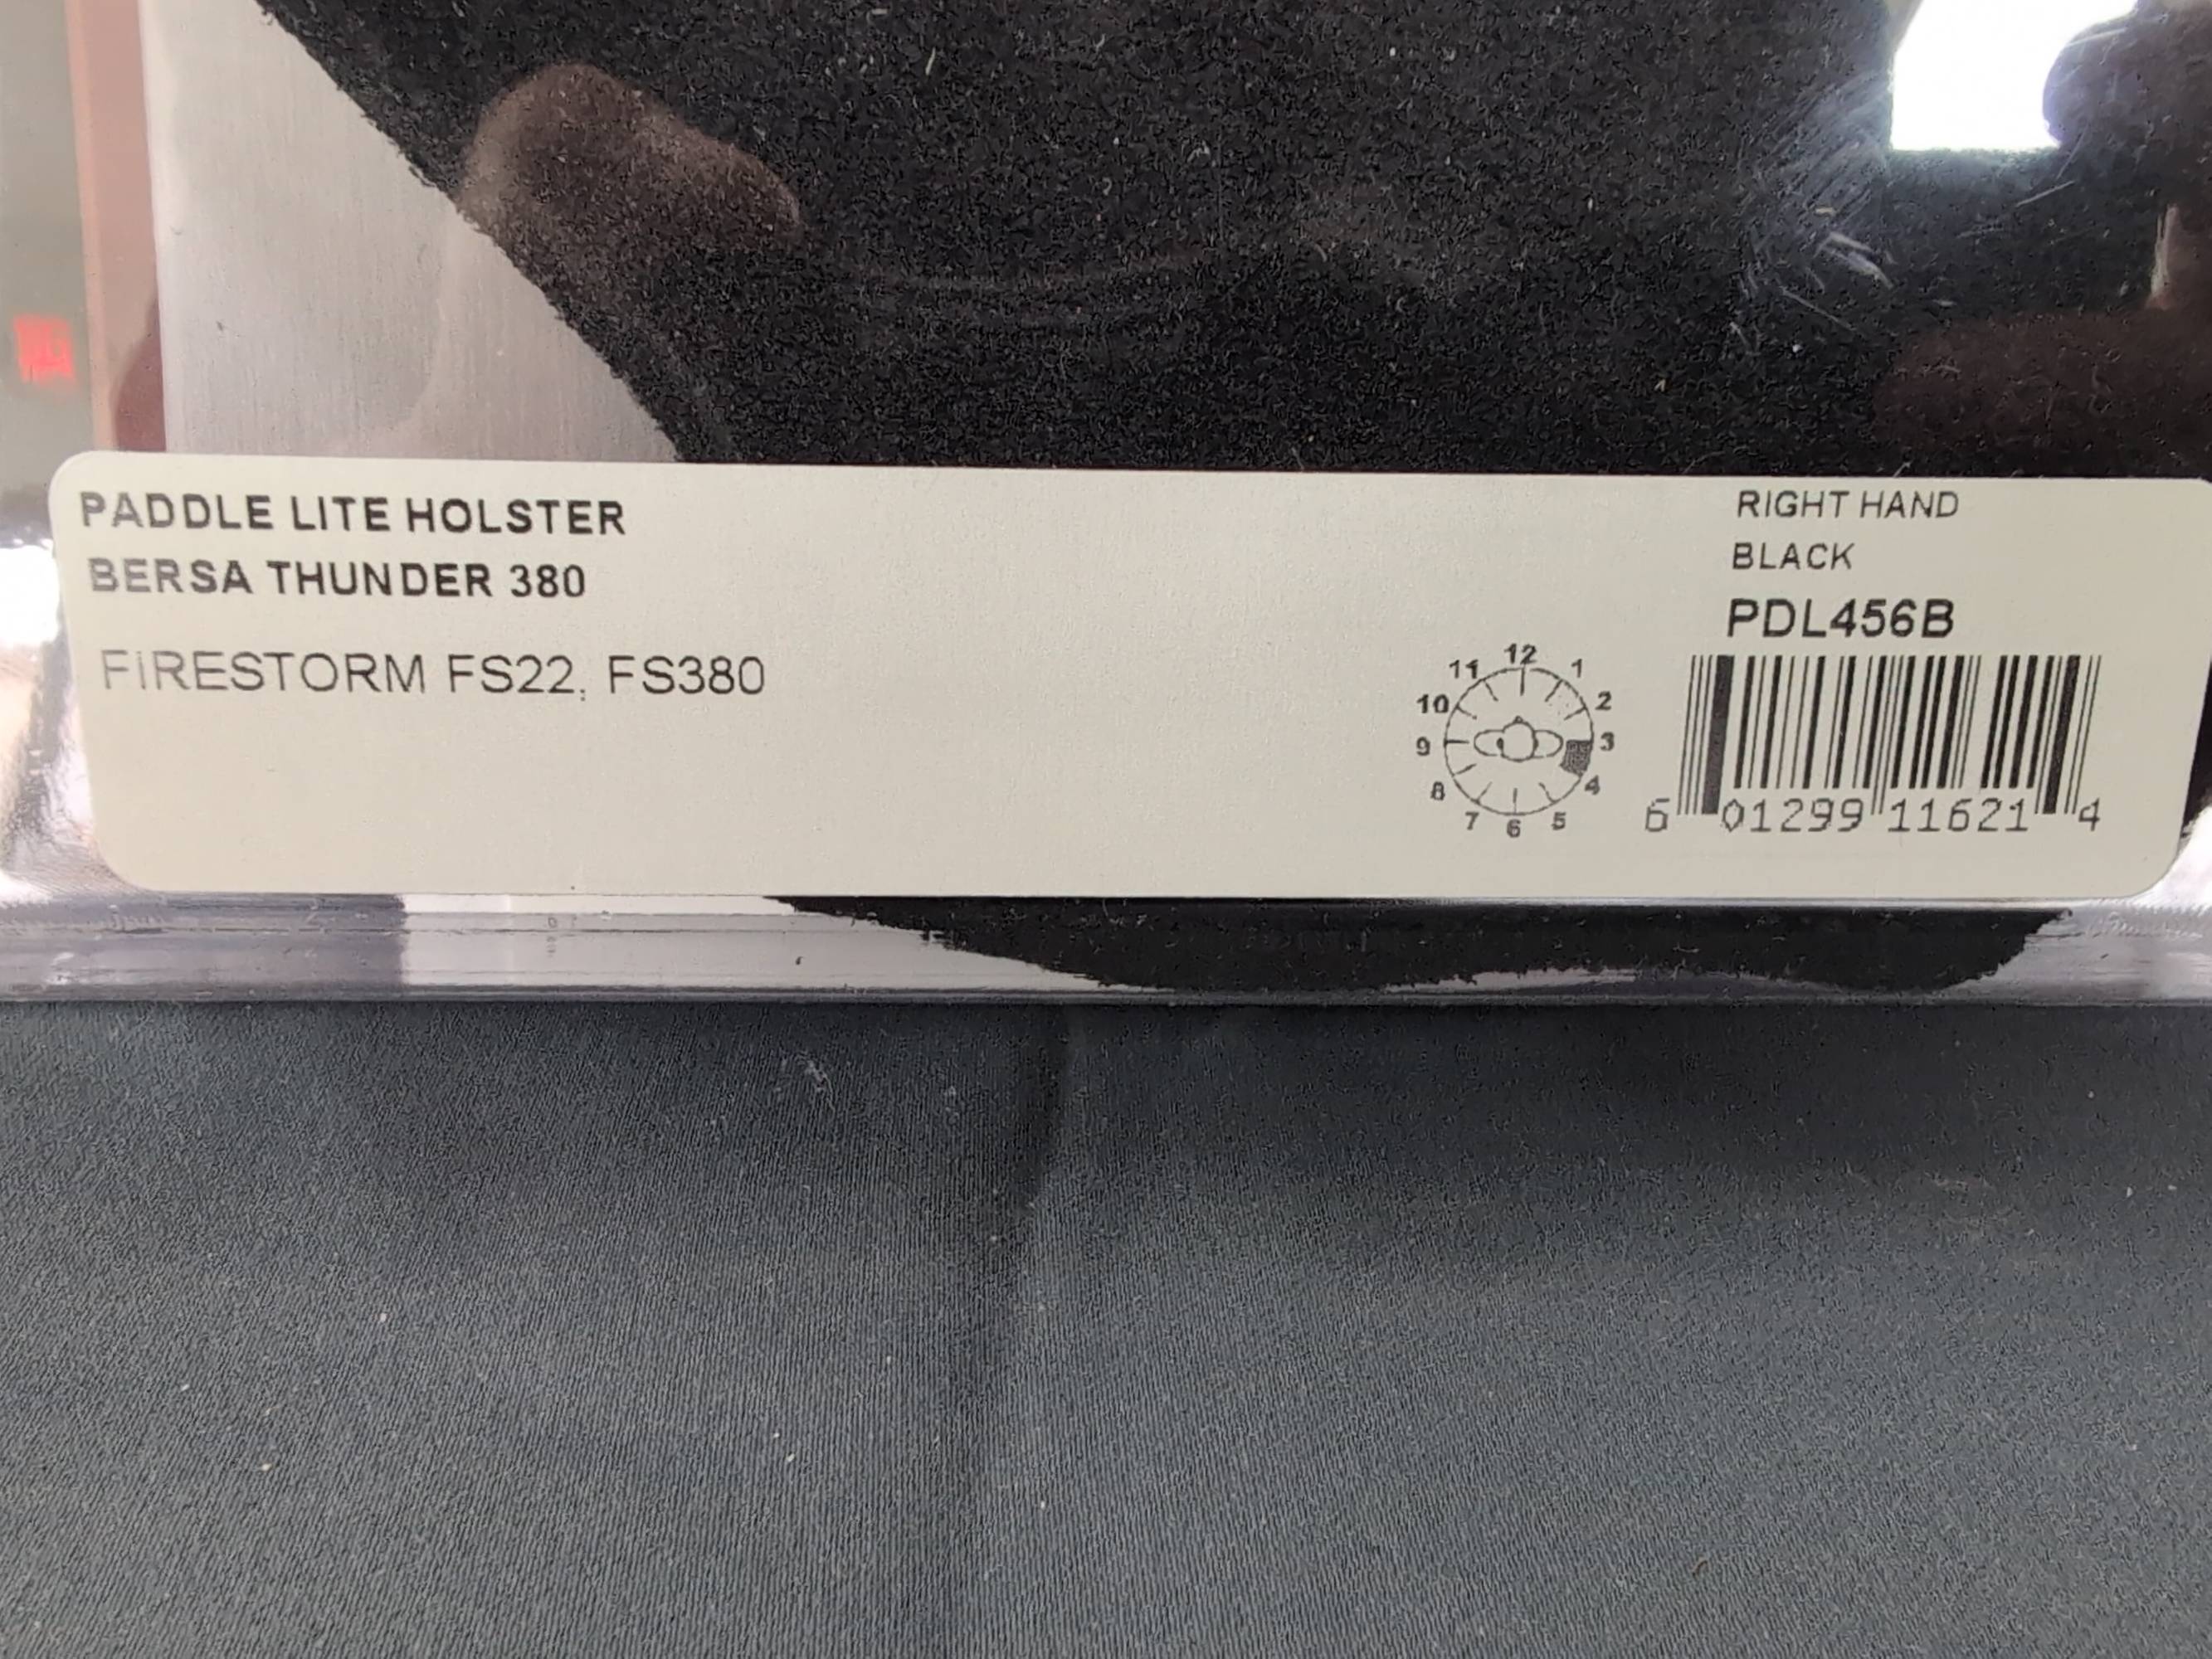 PADDLE LITE HOLSTER
BERSA THUNDER 380
FIRESTORM FS22, FS380
RIGHT HAND
BLACK
PDL456B
12
11 1
10 2
9 3
8 4
7 6 5
6 01299 11621 4